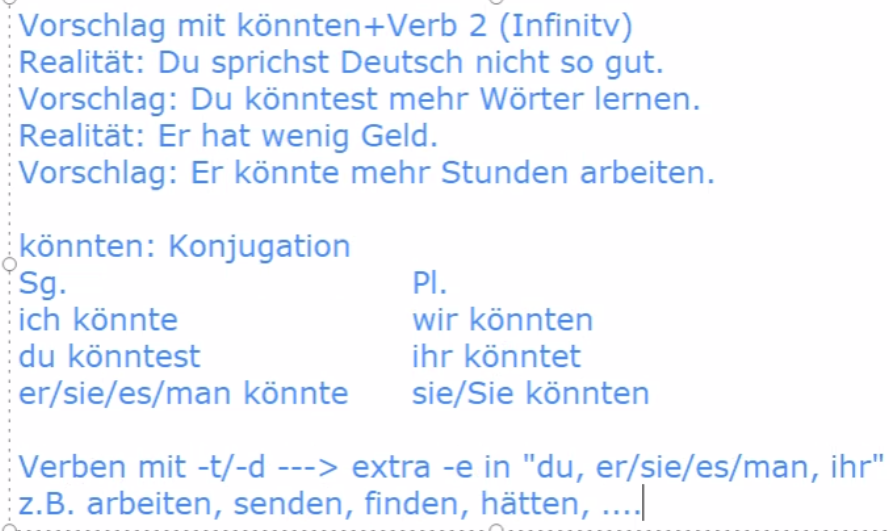 Vorschlag mit könnten+Verb 2 (Infinitv)
Realität: Du sprichst Deutsch nicht so gut.
Vorschlag: Du könntest mehr Wörter lernen.
Realität: Er hat wenig Geld.
Vorschlag: Er könnte mehr Stunden arbeiten.
könnten: Konjugation
Sg. Pl.
ich könnte wir könnten
du könntest ihr könntet
er/sie/es/man könnte sie/Sie könnten
Verben mit -t/-d ---> extra -e in "du, er/sie/es/man, ihr"
z.B. arbeiten, senden, finden, hätten, ....